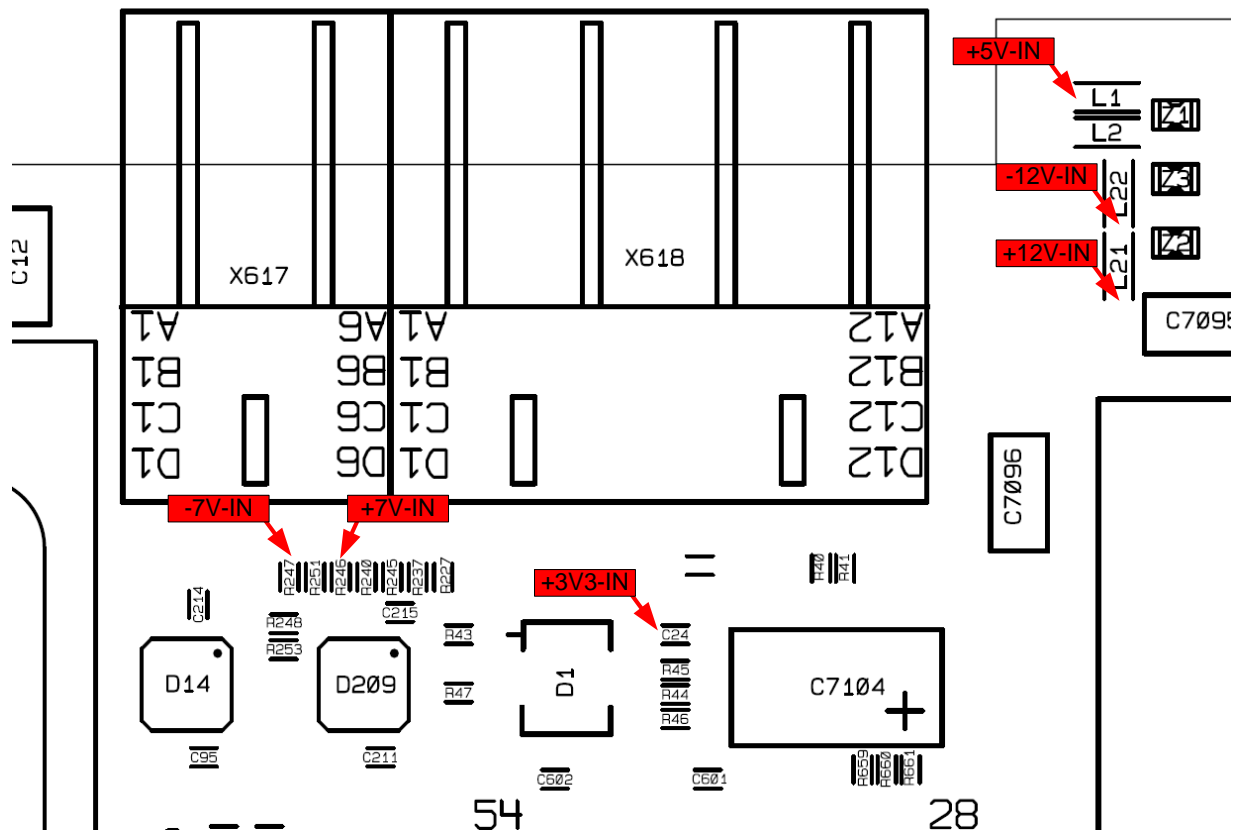 +5V-IN
L1
Z1
L2
-12V-IN
L22
Z3
C12
X617
X618
+12V-IN
L21
Z2
A1
A6
A1
A12
C7095
B1
B6
B1
B12
C1
C6
C1
C12
D1
D6
D1
D12
C7096
-7V-IN
+7V-IN
R247
R251
R246
R240
R245
R237
R227
R40
R41
+3V3-IN
C214
C215
R248
R43
C24
R253
R45
D14
D209
R47
D1
R44
C7104
R46
C95
C211
C602
C601
R659
R660
R661
54
28